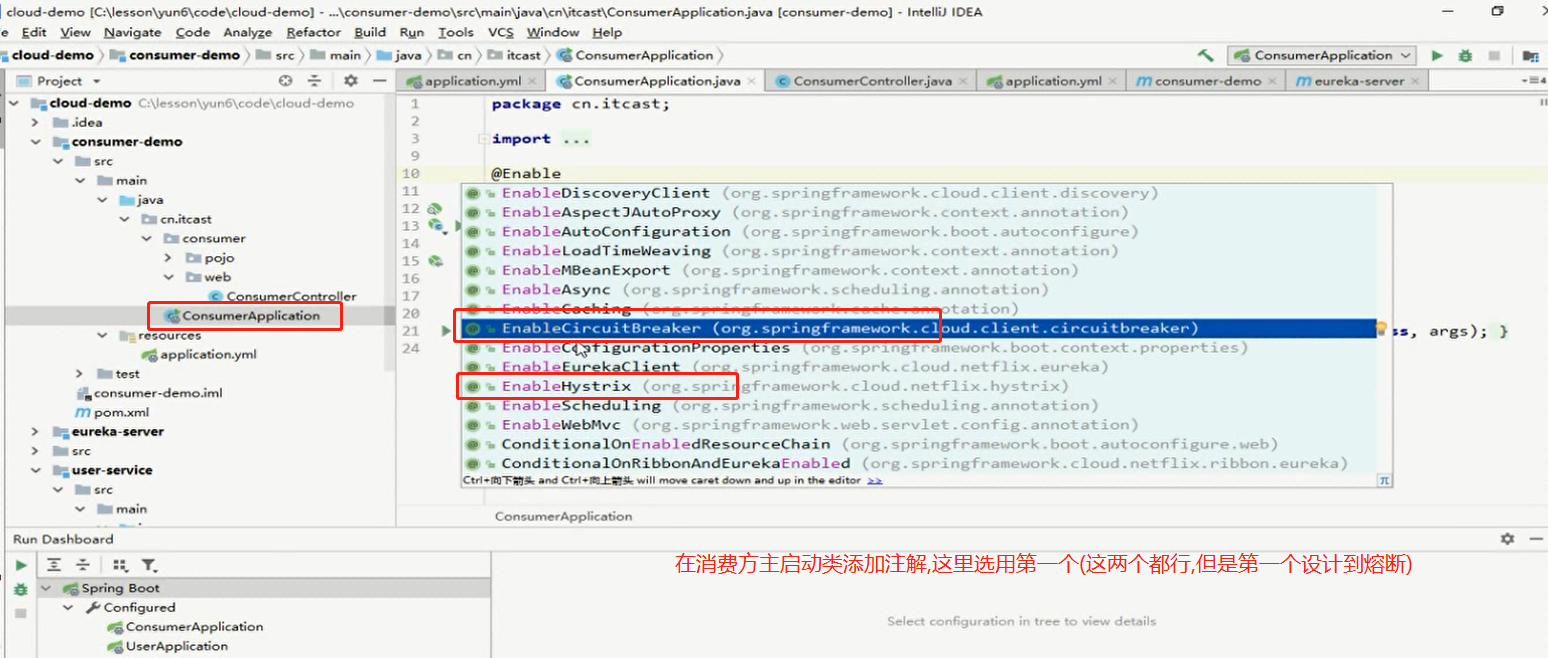 cloud-demo [C:\lesson\yun6\code\cloud-demo] - ...\consumer-demo\src\main\java\cn\itcast\ConsumerApplication.java [consumer-demo] - IntelliJ IDEA
e Edit View Navigate Code Analyze Refactor Build Run Tools VCS Window Help
cloud-demo consumer-demo src main java cn itcast ConsumerApplication
ConsumerApplication
Project
application.yml ConsumerApplication.java ConsumerController.java application.yml consumer-demo eureka-server
cloud-demo C:\lesson\yun6\code\cloud-demo
.idea
consumer-demo
src
main
java
cn.itcast
consumer
pojo
web
ConsumerController
ConsumerApplication
resources
application.yml
test
consumer-demo.iml
pom.xml
eureka-server
src
user-service
src
main
1 package cn.itcast;
2
3 import ...
9
10 @Enable
11
12
13
14
15
16
17
20
21 ss, args); }
24
EnableDiscoveryClient (org.springframework.cloud.client.discovery)
EnableAspectJAutoProxy (org.springframework.context.annotation)
EnableAutoConfiguration (org.springframework.boot.autoconfigure)
EnableLoadTimeWeaving (org.springframework.context.annotation)
EnableMBeanExport (org.springframework.context.annotation)
EnableAsync (org.springframework.scheduling.annotation)
EnableCaching (org.springframework.cache.annotation)
EnableCircuitBreaker (org.springframework.cloud.client.circuitbreaker)
EnableConfigurationProperties (org.springframework.boot.context.properties)
EnableEurekaClient (org.springframework.cloud.netflix.eureka)
EnableHystrix (org.springframework.cloud.netflix.hystrix)
EnableScheduling (org.springframework.scheduling.annotation)
EnableWebMvc (org.springframework.web.servlet.config.annotation)
ConditionalOnEnabledResourceChain (org.springframework.boot.autoconfigure.web)
ConditionalOnRibbonAndEurekaEnabled (org.springframework.cloud.netflix.ribbon.eureka)
Ctrl+向下箭头 and Ctrl+向上箭头 will move caret down and up in the editor >>
π
ConsumerApplication
Run Dashboard
Spring Boot
Configured
ConsumerApplication
UserApplication
在消费方主启动类添加注解,这里选用第一个(这两个都行,但是第一个设计到熔断)
Select configuration in tree to view details